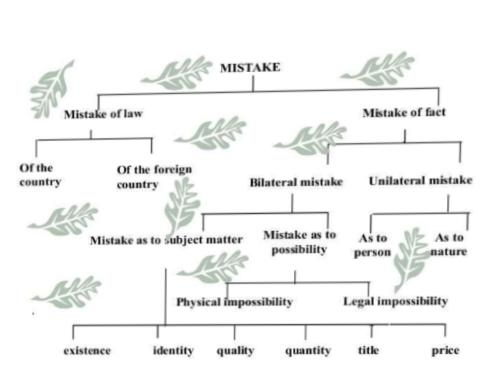 MISTAKE
Mistake of law
Mistake of fact
Of the
country
Of the foreign
country
Bilateral mistake
Unilateral mistake
Mistake as to subject matter
Mistake as to
possibility
As to
person
As to
nature
Physical impossibility
Legal impossibility
existence
identity
quality
quantity
title
price